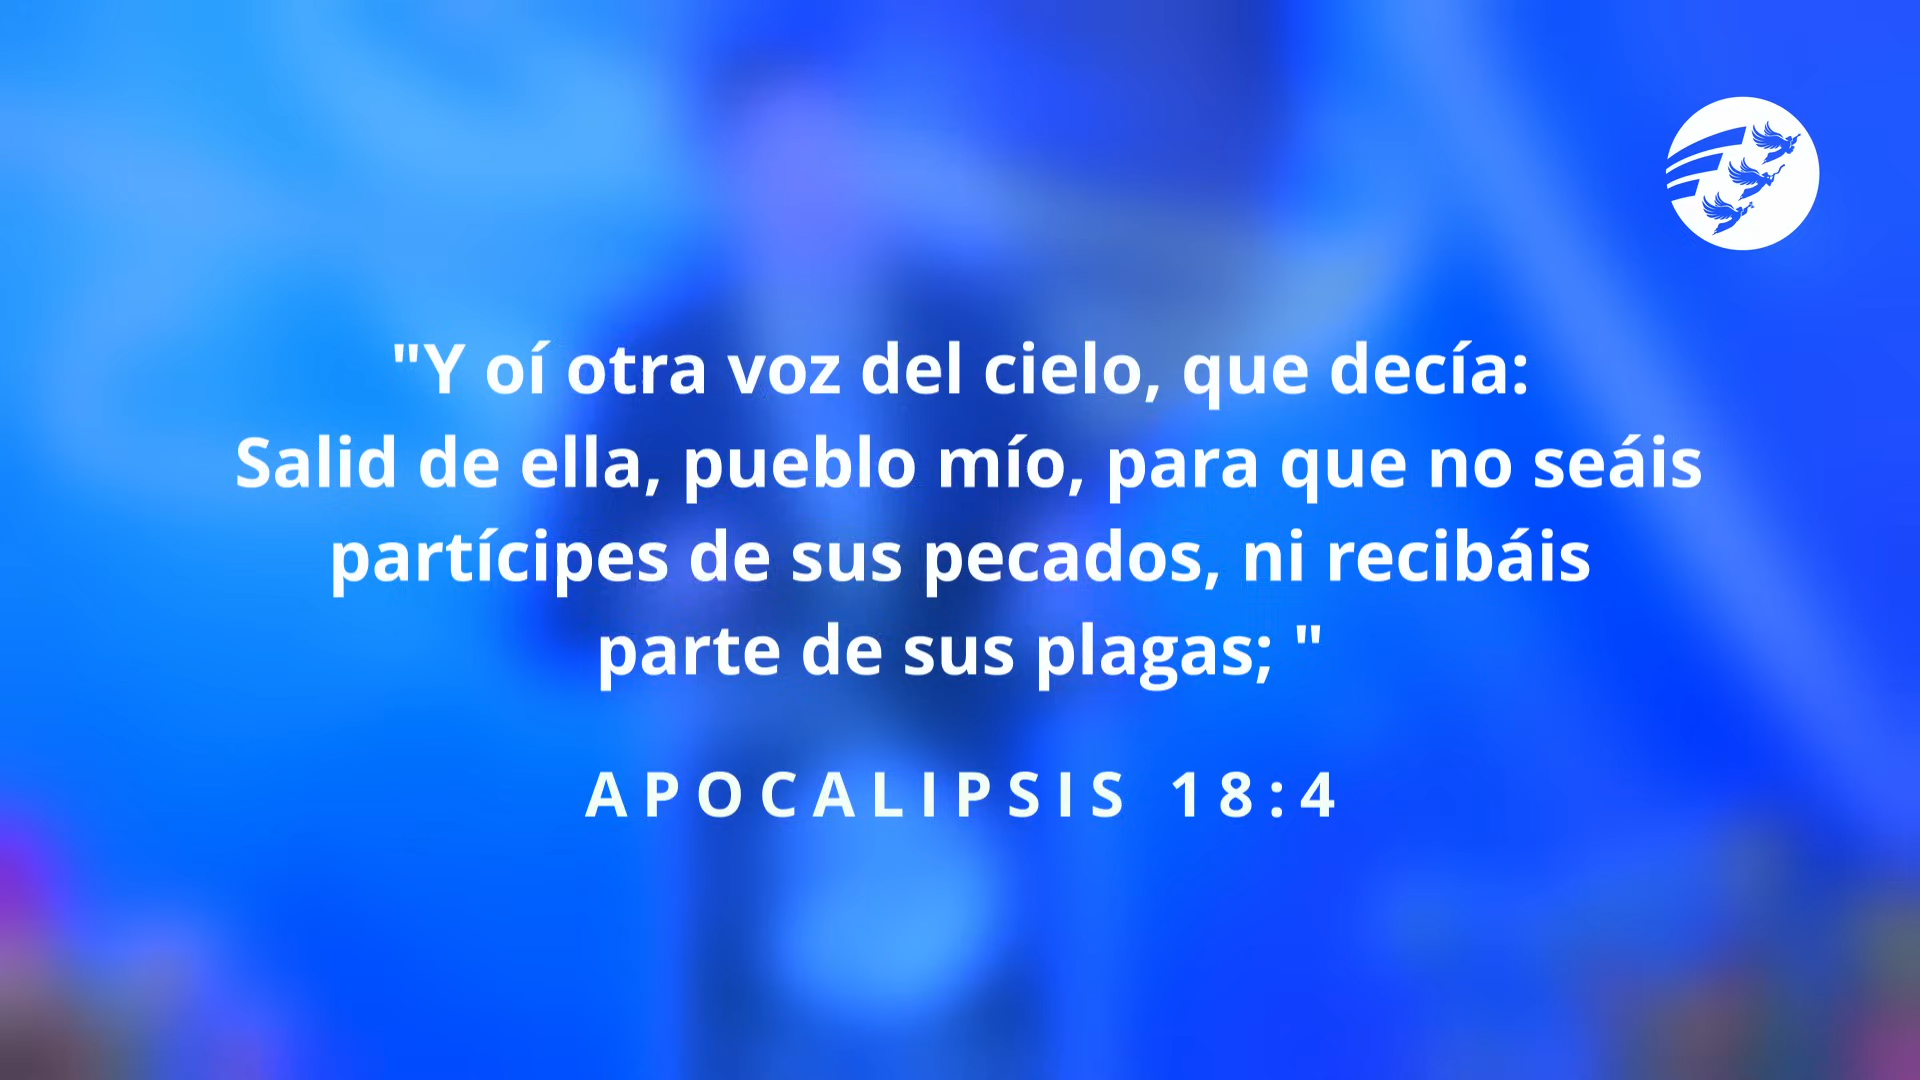 "Y oí otra voz del cielo, que decía:
Salid de ella, pueblo mío, para que no seáis
partícipes de sus pecados, ni recibáis
parte de sus plagas; "
APOCALIPSIS 18:4